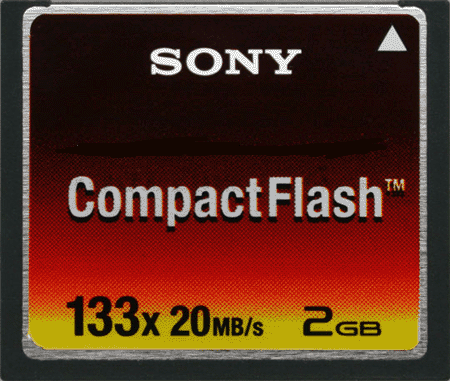 SONY
CompactFlash™
133x 20MB/s 2GB